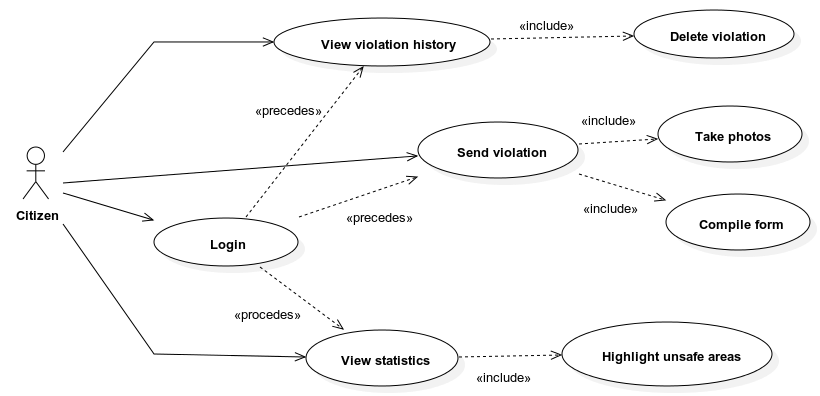 «include»
View violation history
Delete violation
«precedes»
«include»
Take photos
Send violation
Citizen
«precedes»
«include»
Compile form
Login
«procedes»
View statistics
Highlight unsafe areas
«include»